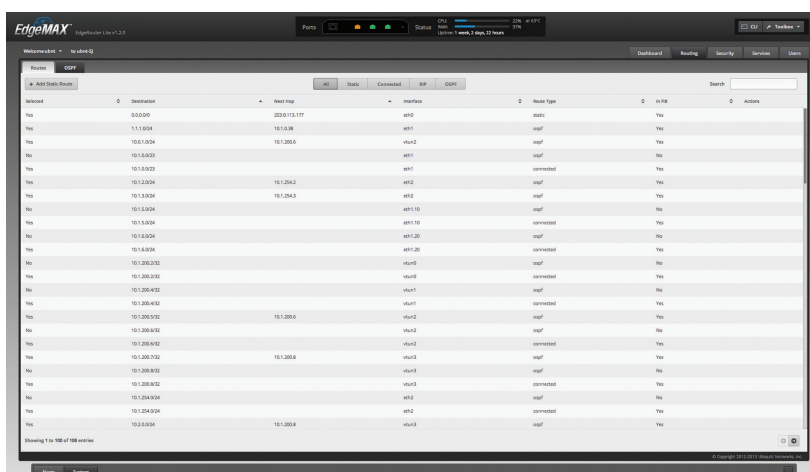 EdgeMAX EdgeRouter Lite v1.2.0
Ports
Status
CPU: 22% at 69°C
RAM: 37%
Uptime: 1 week, 2 days, 22 hours
CLI Toolbox
Welcome ubnt to ubnt-SJ
Dashboard Routing Security Services Users
Routes OSPF
+ Add Static Route
All Static Connected RIP OSPF
Search
Selected Destination Next Hop Interface Route Type In FIB Actions
Yes 0.0.0.0/0 203.0.113.177 eth0 static Yes
Yes 1.1.1.0/24 10.1.0.38 eth1 ospf Yes
Yes 10.0.1.0/24 10.1.200.6 vtun2 ospf Yes
No 10.1.0.0/23 eth1 ospf No
Yes 10.1.0.0/23 eth1 connected Yes
Yes 10.1.2.0/24 10.1.254.2 eth2 ospf Yes
Yes 10.1.3.0/24 10.1.254.3 eth2 ospf Yes
No 10.1.5.0/24 eth1.10 ospf No
Yes 10.1.5.0/24 eth1.10 connected Yes
No 10.1.6.0/24 eth1.20 ospf No
Yes 10.1.6.0/24 eth1.20 connected Yes
No 10.1.200.2/32 vtun0 ospf No
Yes 10.1.200.2/32 vtun0 connected Yes
No 10.1.200.4/32 vtun1 ospf No
Yes 10.1.200.4/32 vtun1 connected Yes
Yes 10.1.200.5/32 10.1.200.6 vtun2 ospf Yes
No 10.1.200.6/32 vtun2 ospf No
Yes 10.1.200.6/32 vtun2 connected Yes
Yes 10.1.200.7/32 10.1.200.8 vtun3 ospf Yes
No 10.1.200.8/32 vtun3 ospf No
Yes 10.1.200.8/32 vtun3 connected Yes
No 10.1.254.0/24 eth2 ospf No
Yes 10.1.254.0/24 eth2 connected Yes
Yes 10.2.0.0/24 10.1.200.8 vtun3 ospf Yes
Showing 1 to 100 of 108 entries
© Copyright 2012-2013 Ubiquiti Networks, Inc.